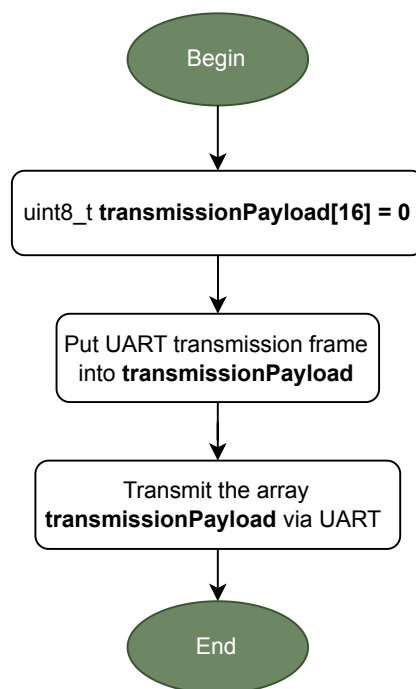 Begin
uint8_t transmissionPayload[16] = 0
Put UART transmission frame
into transmissionPayload
Transmit the array
transmissionPayload via UART
End